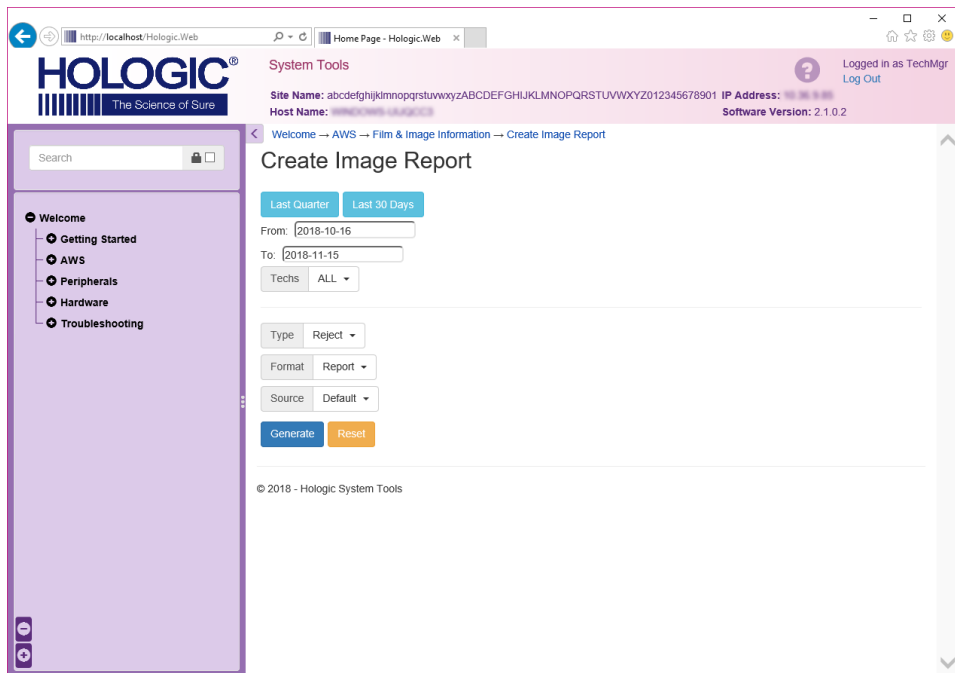 http://localhost/Hologic.Web
Home Page - Hologic.Web
HOLOGIC®
The Science of Sure
System Tools
?
Logged in as TechMgr
Log Out
Site Name: abcdefghijklmnopqrstuvwxyzABCDEFGHIJKLMNOPQRSTUVWXYZ012345678901 IP Address:
Host Name:
Software Version: 2.1.0.2
Welcome → AWS → Film & Image Information → Create Image Report
Search
Create Image Report
Last Quarter Last 30 Days
From: 2018-10-16
To: 2018-11-15
Techs ALL
Welcome
Getting Started
AWS
Peripherals
Hardware
Troubleshooting
Type Reject
Format Report
Source Default
Generate Reset
© 2018 - Hologic System Tools